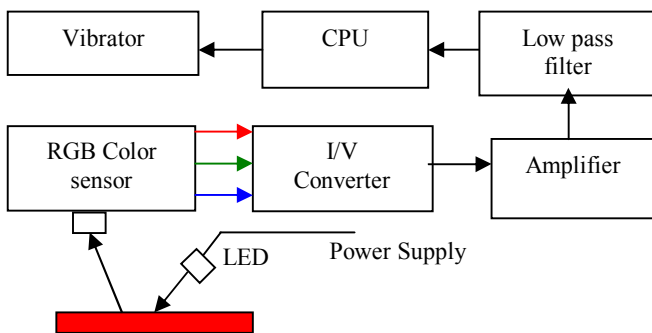 Vibrator
CPU
Low pass
filter
RGB Color
sensor
I/V
Converter
Amplifier
LED
Power Supply